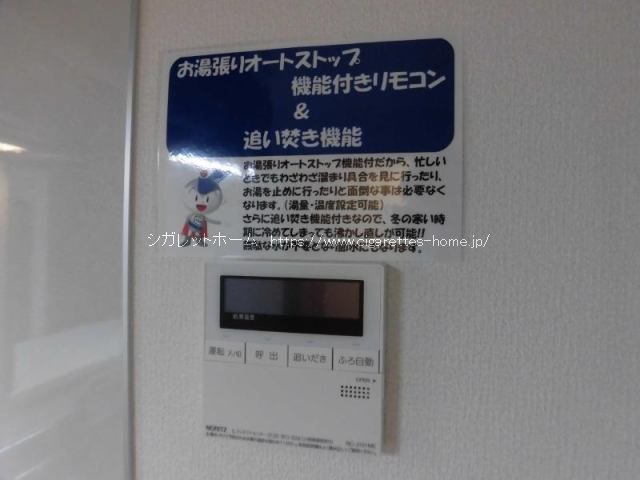 お湯張りオートストップ
機能付きリモコン
&
追い焚き機能
お湯張りオートストップ機能付だから、忙しい
ときでもわざわざ溜まり具合を見に行ったり、
お湯を止めに行ったりと面倒な事は必要なく
なります。(湯量・温度設定可能)
さらに追い焚き機能付きなので、冬の寒い時
期に冷めてしまっても沸かし直しが可能!!
シガレットホーム https://www.cigarettes-home.jp/
給湯温度
運転 入/切 呼出 追いだき ふろ自動
OPEN
NORITZ